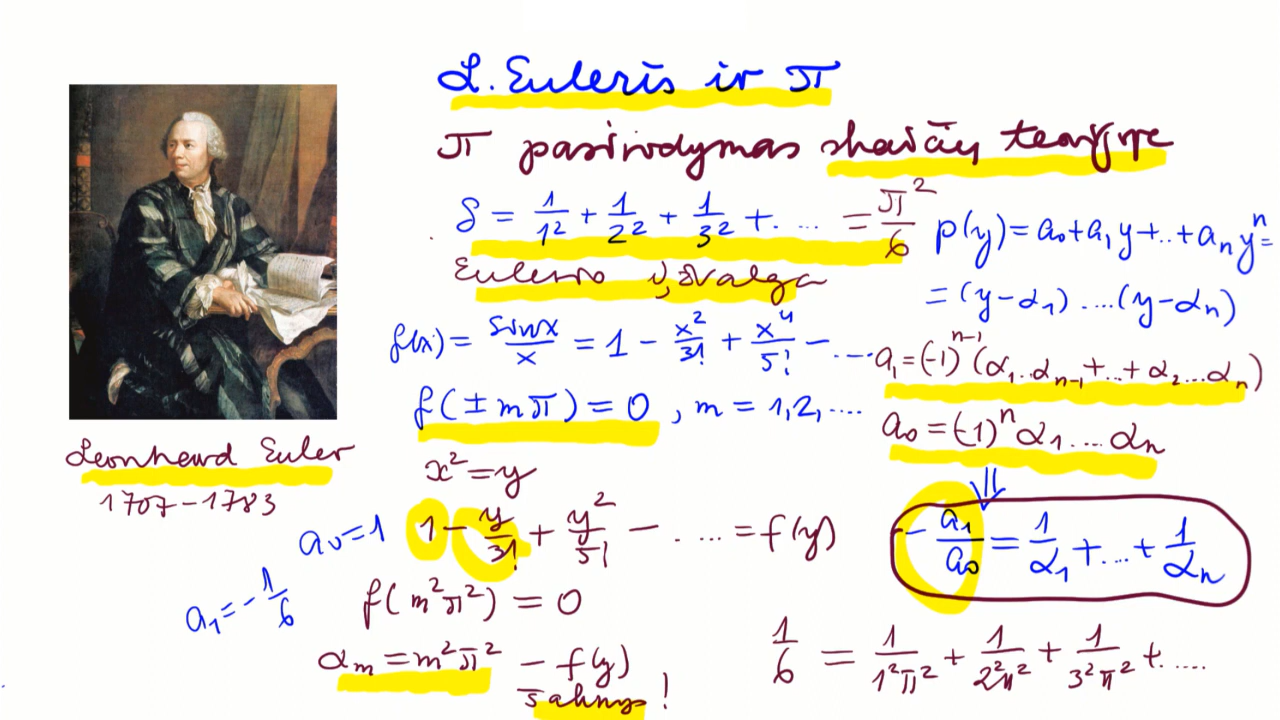 L. Euleris ir π
π pasirodymas skaičių teorijoje
S = 1/1² + 1/2² + 1/3² + .... = π²/6
Eulerio įžvalga
f(x) = sinx/x = 1 - x²/3! + x⁴/5! - ....
f(±mπ) = 0, m = 1,2,....
x² = y
a₀ = 1
1 - y/3! + y²/5! - ..... = f(y)
a₁ = -1/6
f(m²π²) = 0
αm = m²π² - f(y)
šaknys!
Leonhard Euler
1707-1783
p(y) = a₀ + a₁y + .. + aₙyⁿ =
= (y-α₁) ....(y-αₙ)
a₁ = (-1)ⁿ⁻¹ (α₁..αₙ₋₁ + ... + α₂...αₙ)
a₀ = (-1)ⁿ α₁....αₙ
⇓
- a₁/a₀ = 1/α₁ + ... + 1/αₙ
1/6 = 1/1²π² + 1/2²π² + 1/3²π² + .....